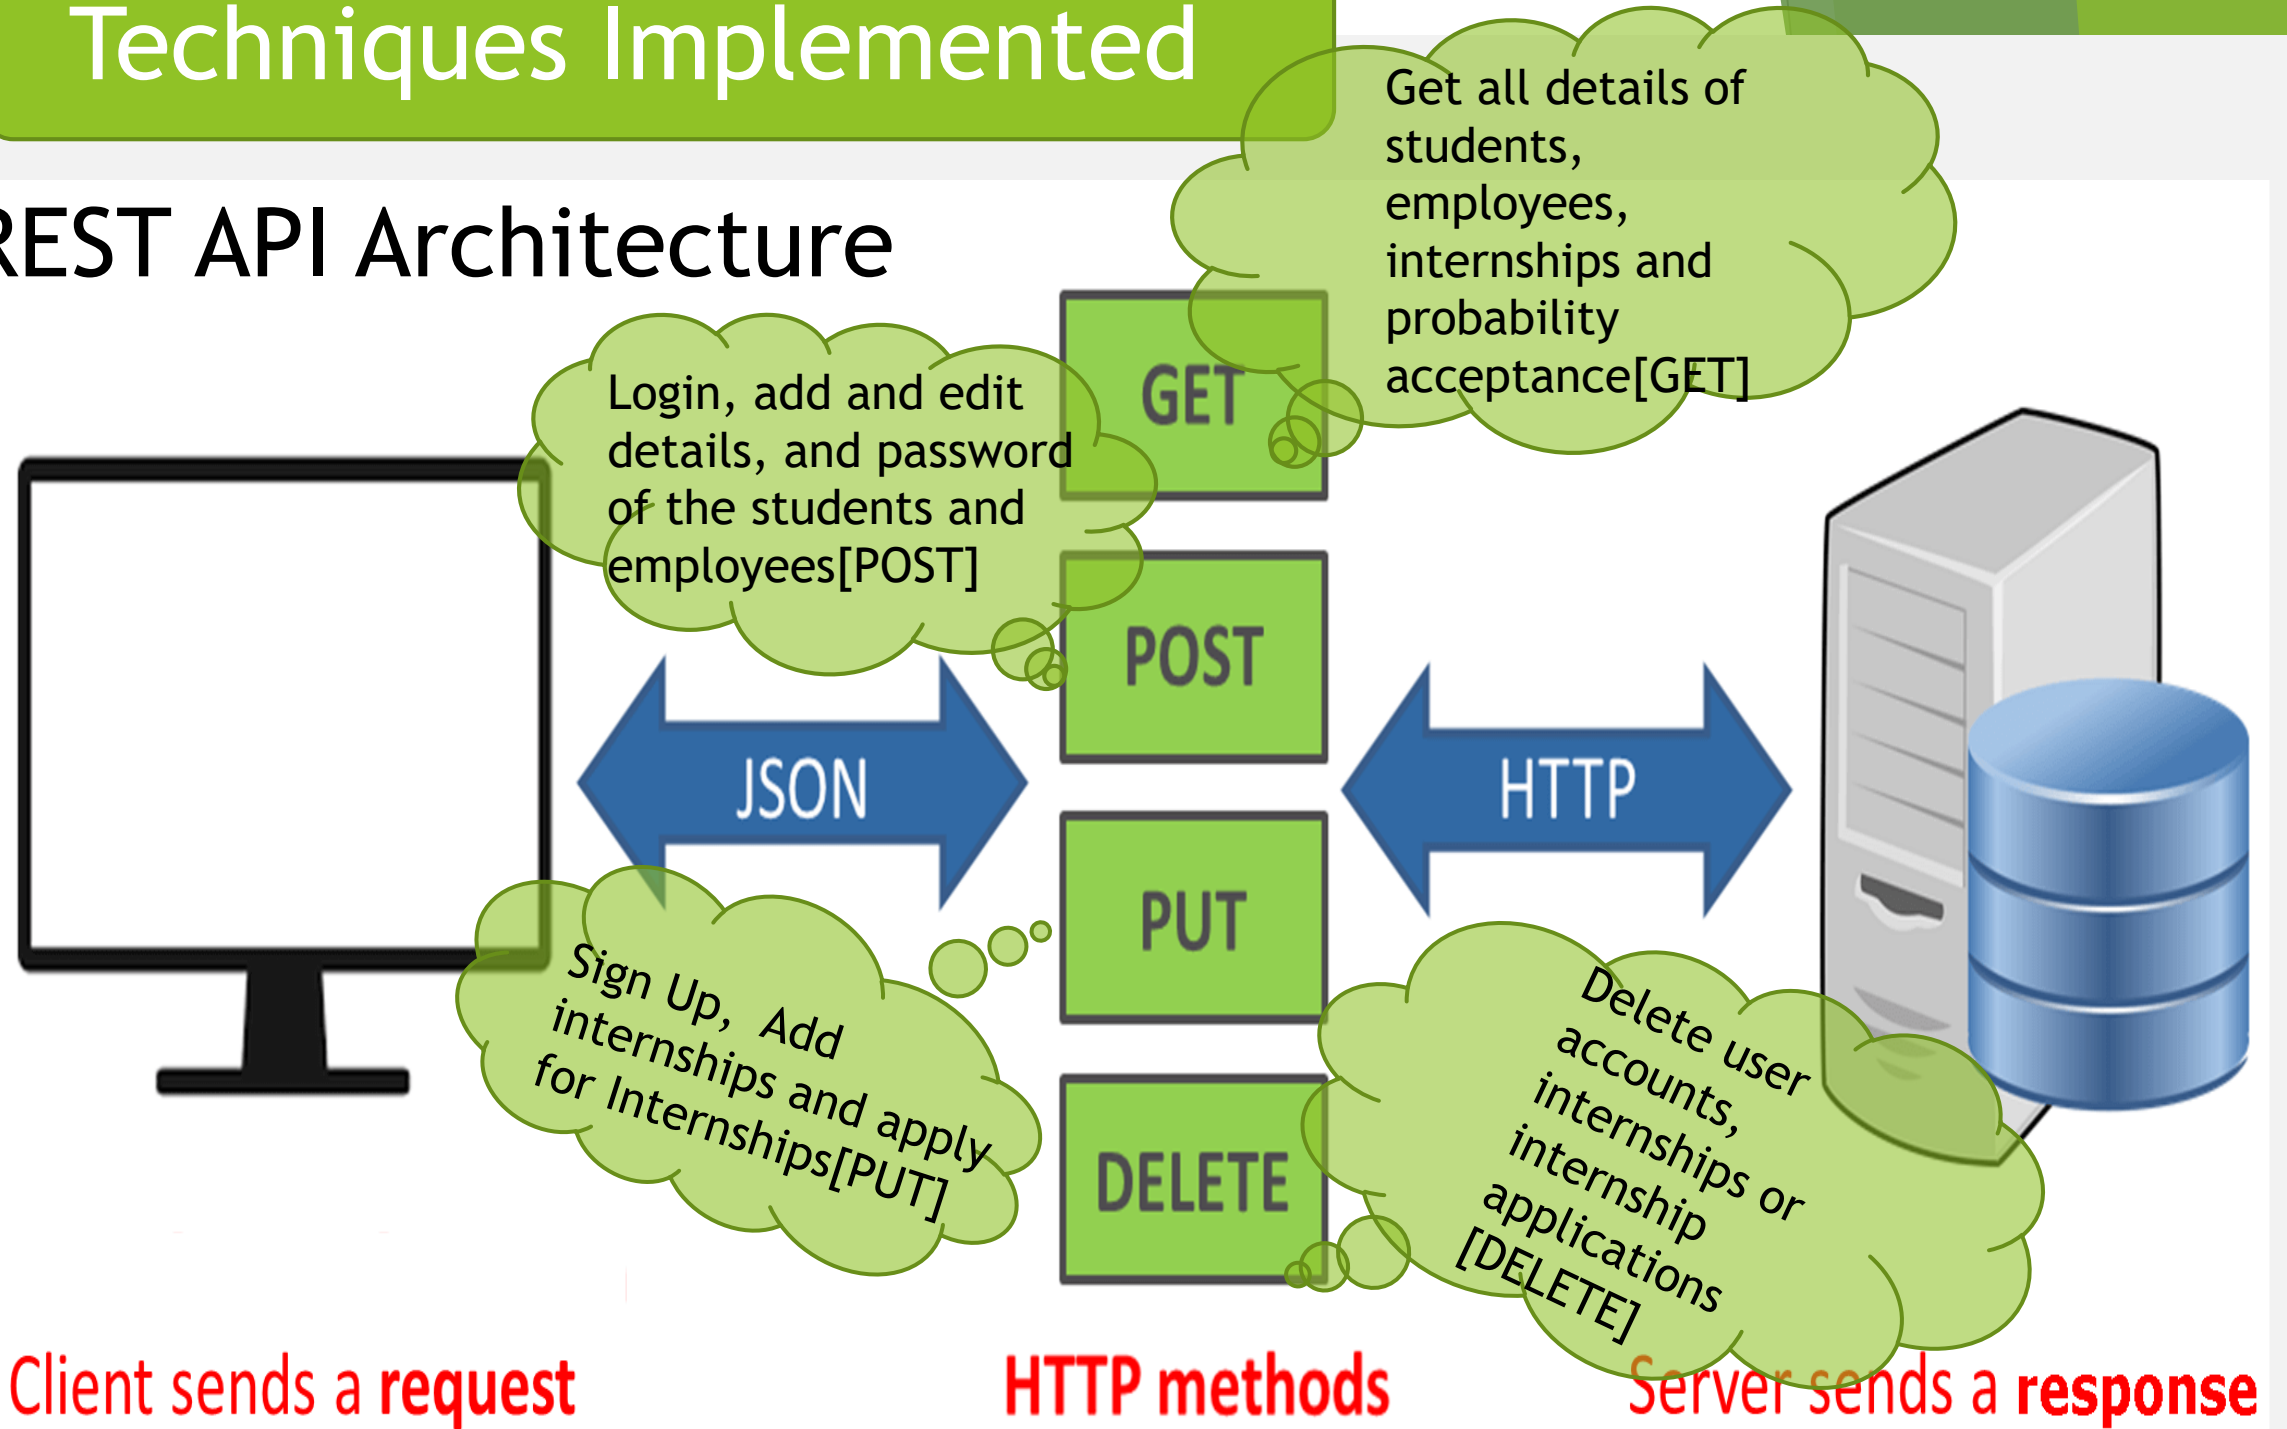 Techniques Implemented
REST API Architecture
Get all details of
students,
employees,
internships and
probability
acceptance[GET]
Login, add and edit
details, and password
of the students and
employees[POST]
GET
POST
JSON
HTTP
PUT
Sign Up,  Add
internships and apply
for Internships[PUT]
Delete user
accounts,
internships or
internship
applications
[DELETE]
DELETE
Client sends a request
HTTP methods
Server sends a response